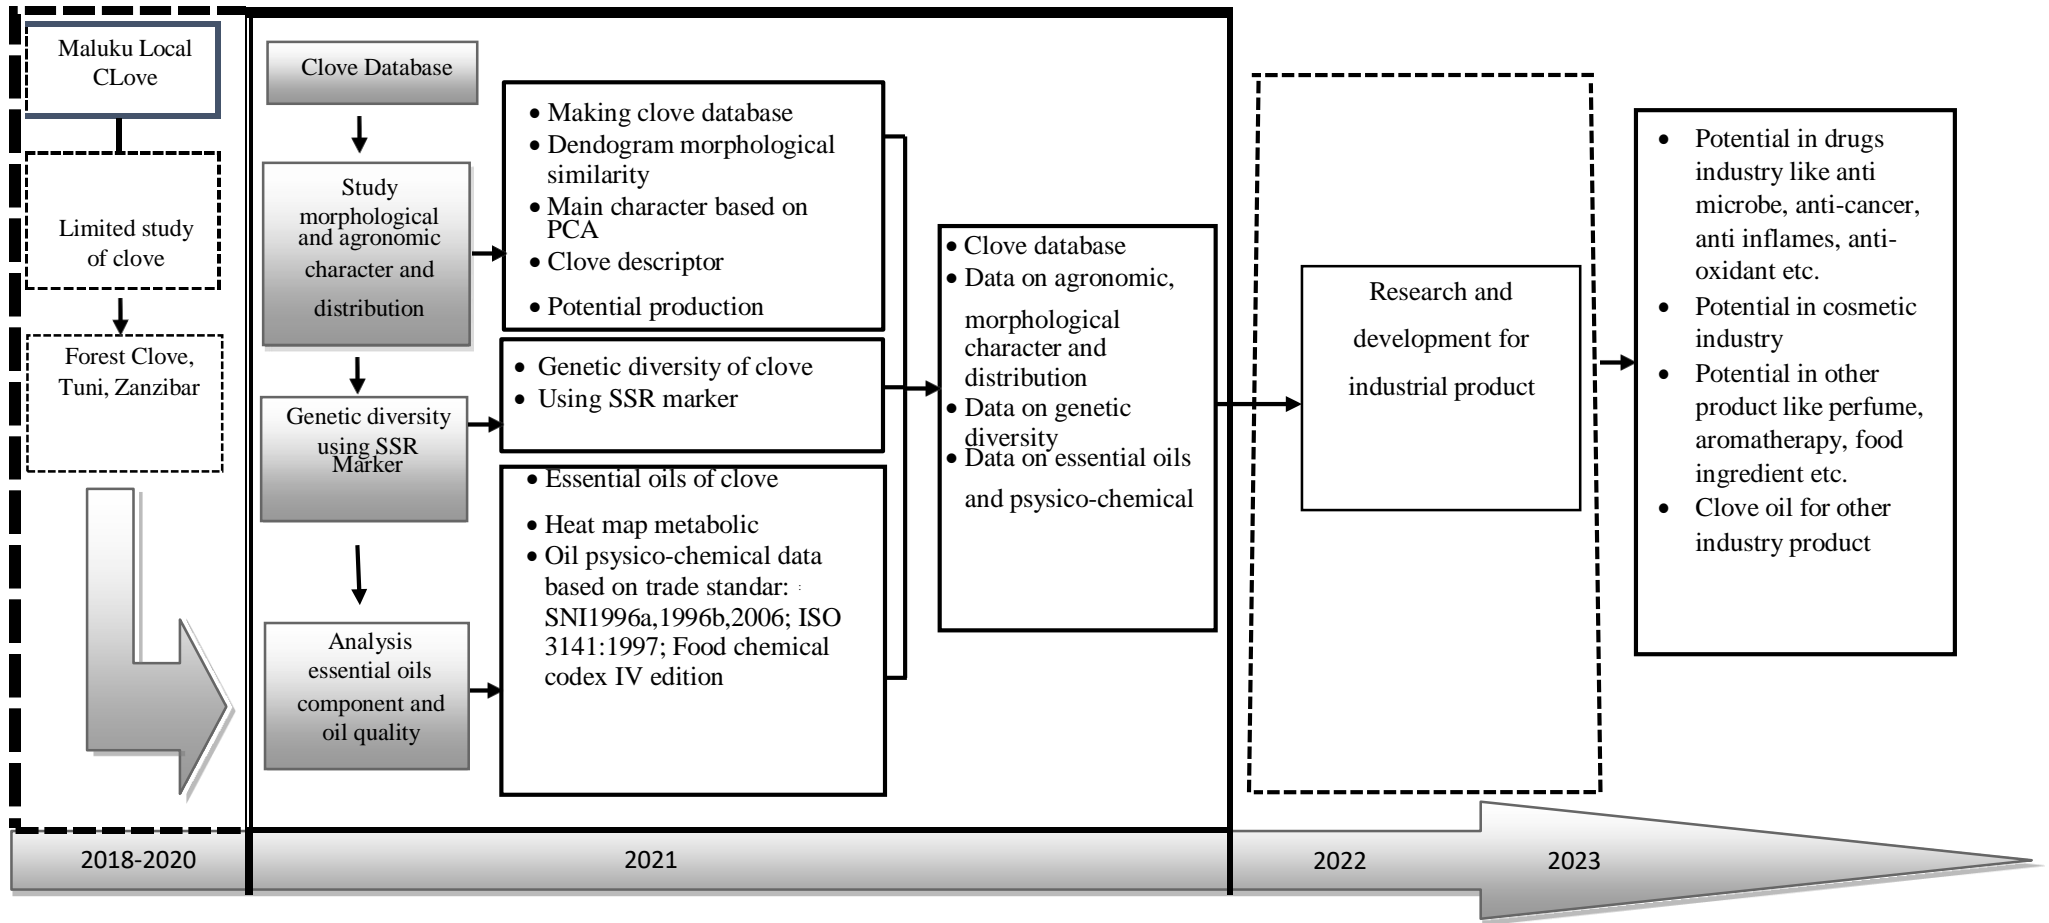 Maluku Local
CLove
Limited study
of clove
Forest Clove,
Tuni, Zanzibar
Clove Database
Study
morphological
and agronomic
character and
distribution
Genetic diversity
using SSR
Marker
Analysis
essential oils
component and
oil quality
• Making clove database
• Dendogram morphological
similarity
• Main character based on
PCA
• Clove descriptor
• Potential production
• Genetic diversity of clove
• Using SSR marker
• Essential oils of clove
• Heat map metabolic
• Oil psysico-chemical data
based on trade standar: :
SNI1996a,1996b,2006; ISO
3141:1997; Food chemical
codex IV edition
• Clove database
• Data on agronomic,
morphological
character and
distribution
• Data on genetic
diversity
• Data on essential oils
and psysico-chemical
Research and
development for
industrial product
• Potential in drugs
industry like anti
microbe, anti-cancer,
anti inflames, anti-
oxidant etc.
• Potential in cosmetic
industry
• Potential in other
product like perfume,
aromatherapy, food
ingredient etc.
• Clove oil for other
industry product
2018-2020
2021
2022
2023